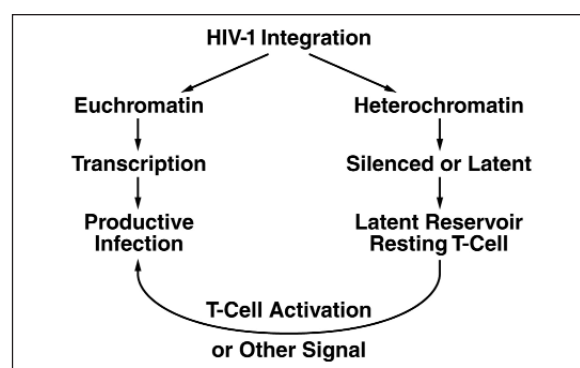 HIV-1 Integration
Euchromatin
Heterochromatin
Transcription
Silenced or Latent
Productive
Infection
Latent Reservoir
Resting T-Cell
T-Cell Activation
or Other Signal